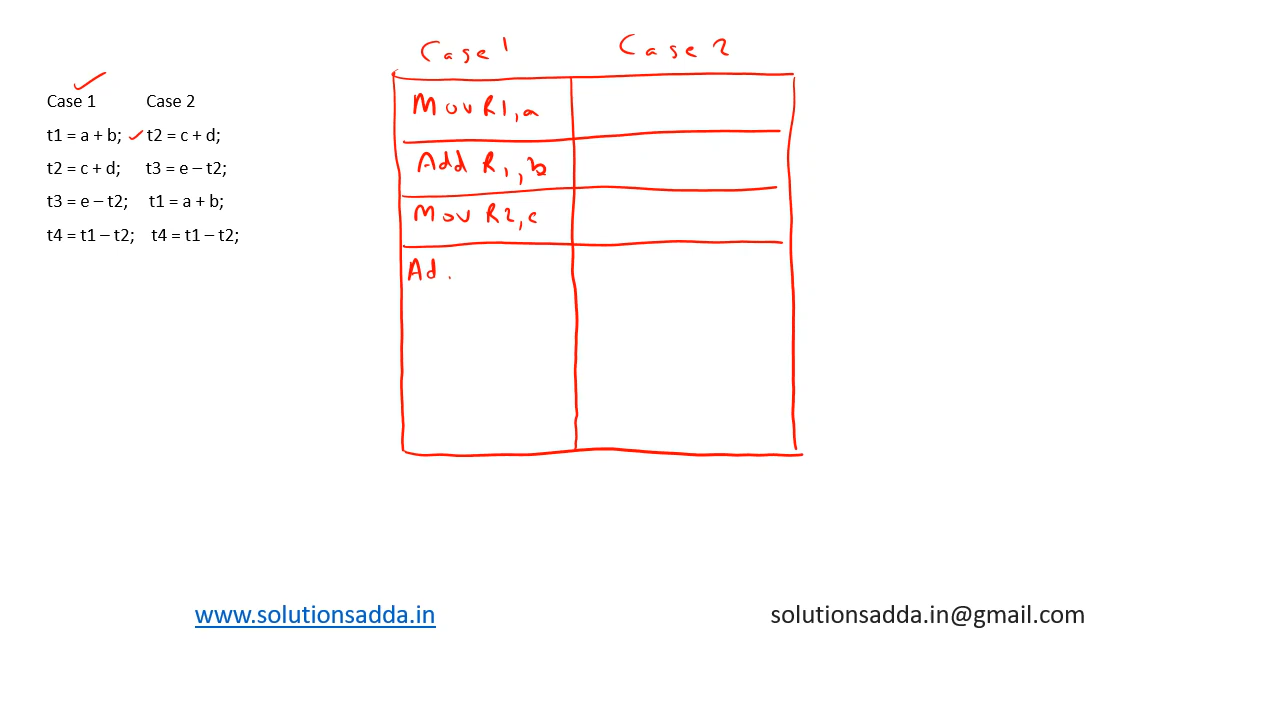 Case 1 Case 2
Case 1 Case 2
t1 = a + b; t2 = c + d;
t2 = c + d; t3 = e – t2;
t3 = e – t2; t1 = a + b;
t4 = t1 – t2; t4 = t1 – t2;
Mov R1, a
Add R1, b
Mov R2, c
Ad .
www.solutionsadda.in solutionsadda.in@gmail.com